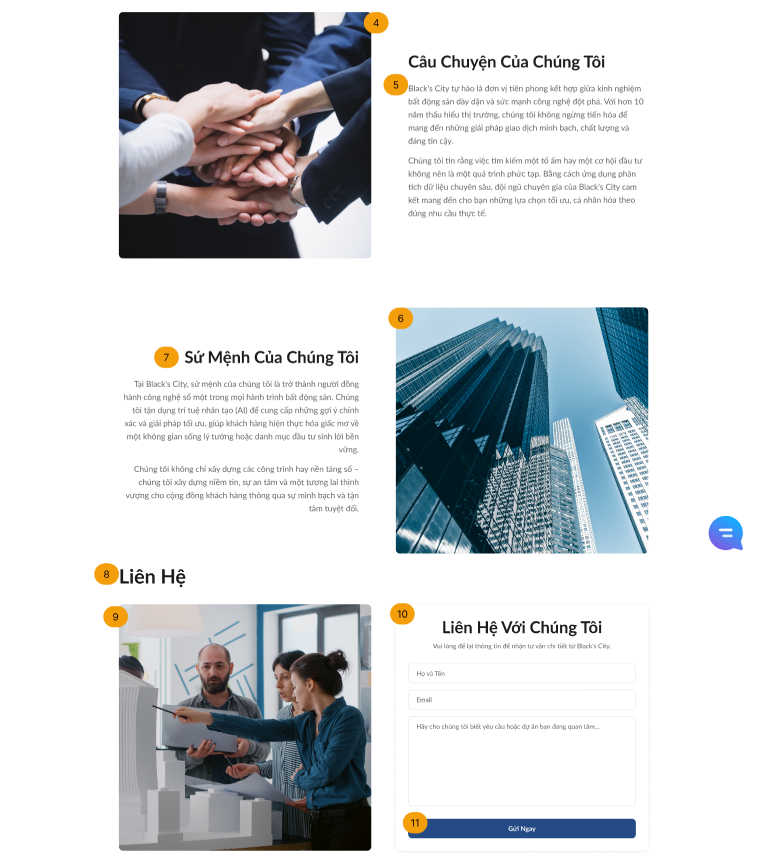 4
Câu Chuyện Của Chúng Tôi
5
Black's City tự hào là đơn vị tiên phong kết hợp giữa kinh nghiệm
bất động sản dày dặn và sức mạnh công nghệ đột phá. Với hơn 10
năm thấu hiểu thị trường, chúng tôi không ngừng tiến hóa để
mang đến những giải pháp giao dịch minh bạch, chất lượng và
đáng tin cậy.
Chúng tôi tin rằng việc tìm kiếm một tổ ấm hay một cơ hội đầu tư
không nên là một quá trình phức tạp. Bằng cách ứng dụng phân
tích dữ liệu chuyên sâu, đội ngũ chuyên gia của Black's City cam
kết mang đến cho bạn những lựa chọn tối ưu, cá nhân hóa theo
đúng nhu cầu thực tế.
6
7
Sứ Mệnh Của Chúng Tôi
Tại Black's City, sứ mệnh của chúng tôi là trở thành người đồng
hành công nghệ số một trong mọi hành trình bất động sản. Chúng
tôi tận dụng trí tuệ nhân tạo (AI) để cung cấp những gợi ý chính
xác và giải pháp tối ưu, giúp khách hàng hiện thực hóa giấc mơ về
một không gian sống lý tưởng hoặc danh mục đầu tư sinh lời bền
vững.
Chúng tôi không chỉ xây dựng các công trình hay nền tảng số –
chúng tôi xây dựng niềm tin, sự an tâm và một tương lai thịnh
vượng cho cộng đồng khách hàng thông qua sự minh bạch và tận
tâm tuyệt đối.
8
Liên Hệ
9
10
Liên Hệ Với Chúng Tôi
Vui lòng để lại thông tin để nhận tư vấn chi tiết từ Black's City.
Họ và Tên
Email
Hãy cho chúng tôi biết yêu cầu hoặc dự án bạn đang quan tâm...
11
Gửi Ngay